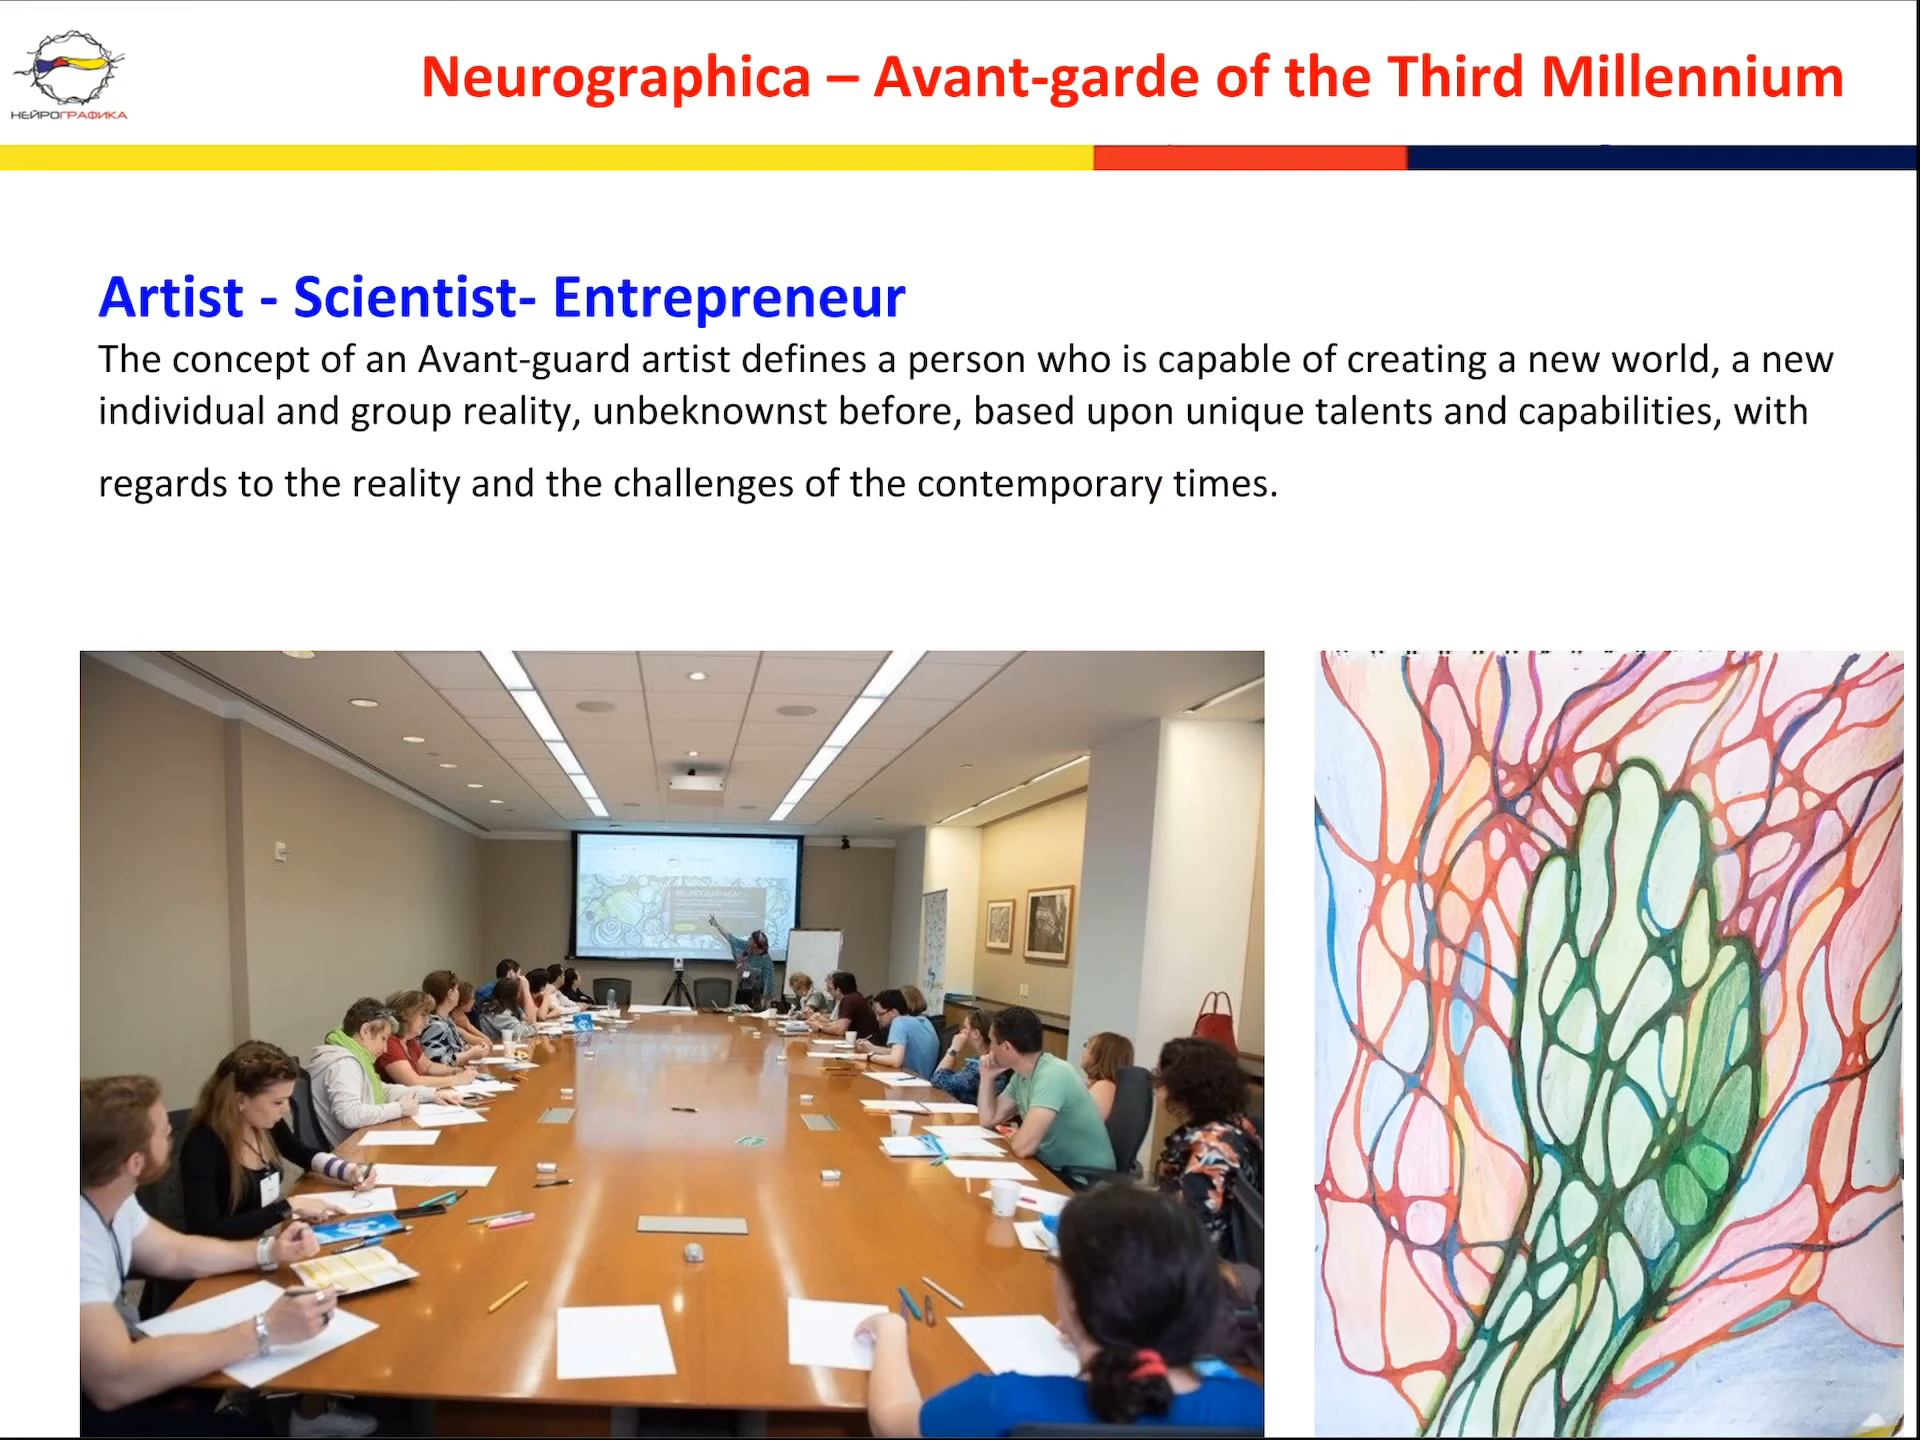 НЕЙРОГРАФИКА
Neurographica – Avant-garde of the Third Millennium
Artist - Scientist- Entrepreneur
The concept of an Avant-guard artist defines a person who is capable of creating a new world, a new
individual and group reality, unbeknownst before, based upon unique talents and capabilities, with
regards to the reality and the challenges of the contemporary times.